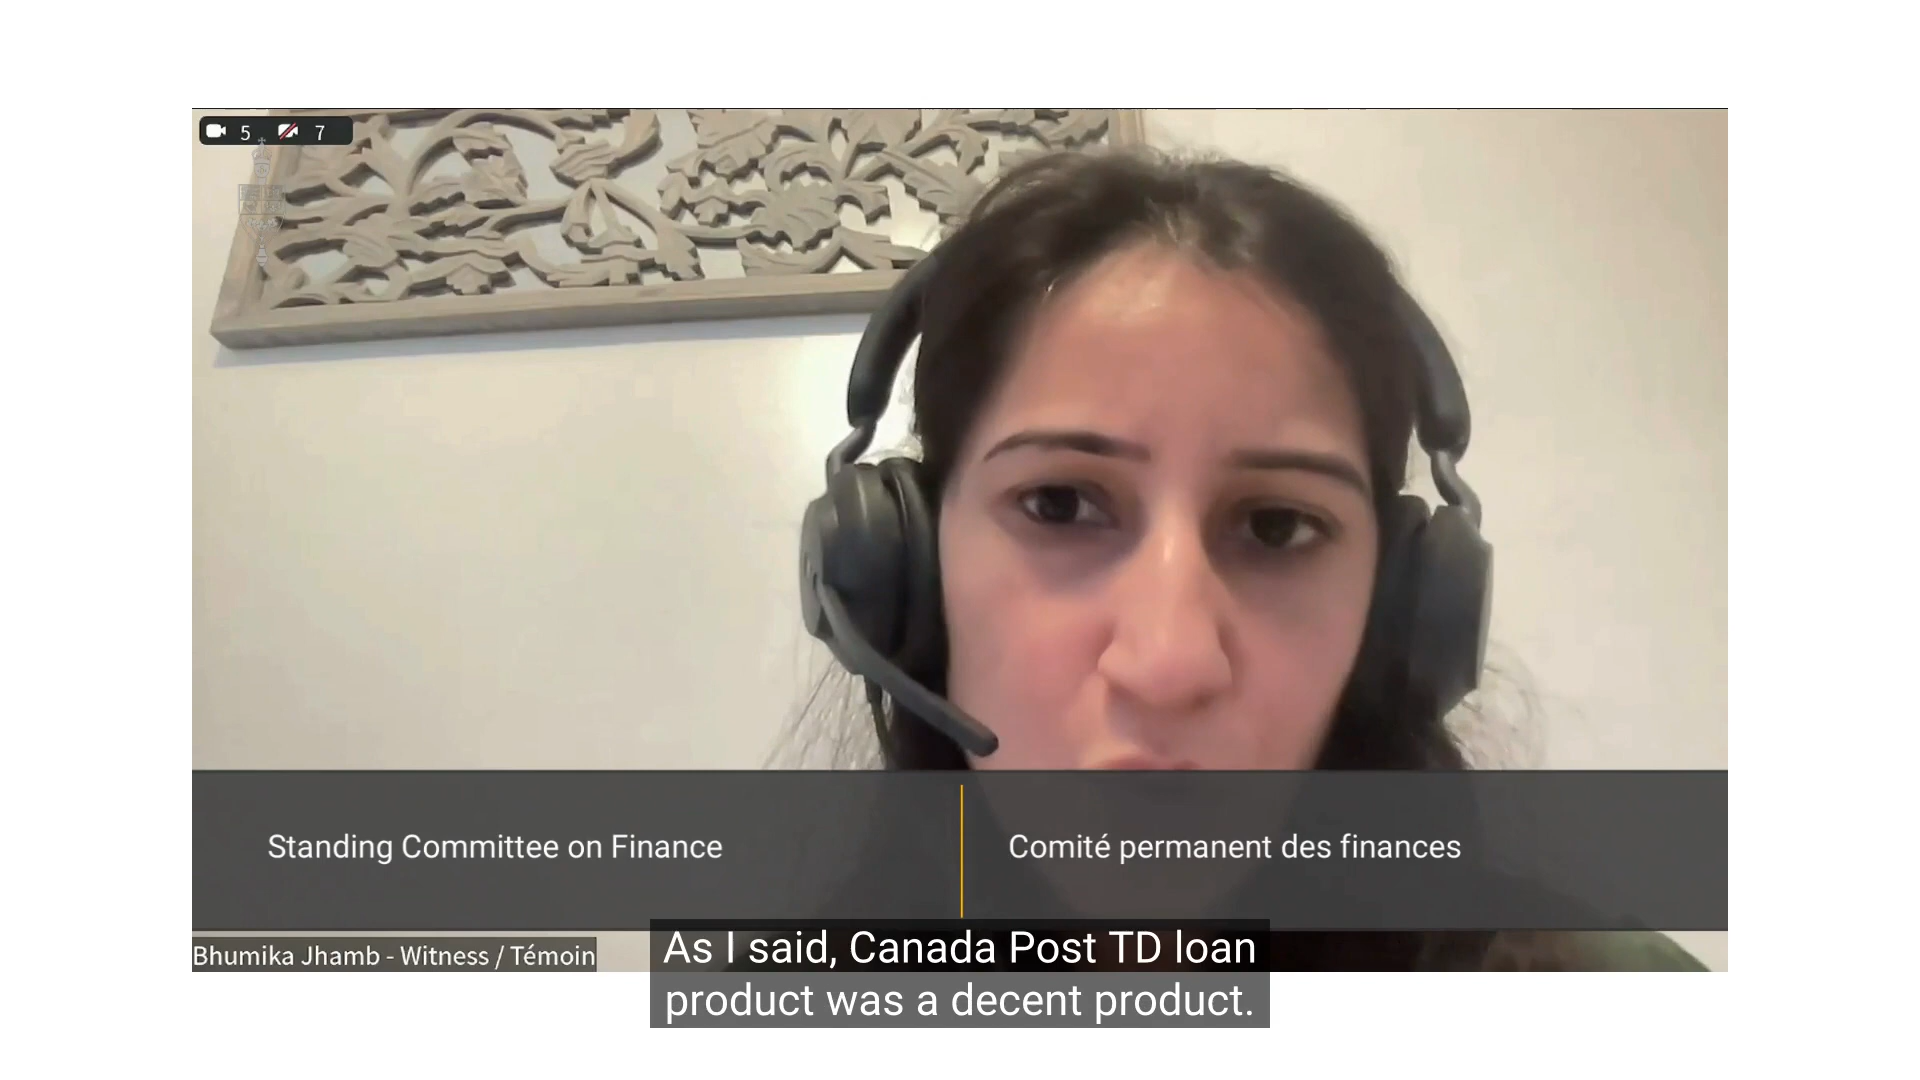 5 7
Standing Committee on Finance
Comité permanent des finances
Bhumika Jhamb - Witness / Témoin
As I said, Canada Post TD loan
product was a decent product.